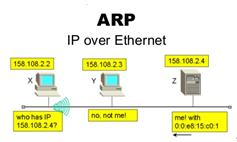 ARP
IP over Ethernet
158.108.2.2
158.108.2.3
158.108.2.4
X
Y
Z
who has IP
158.108.2.4?
no, not me!
me! with
0:0:e6:15:c0:1